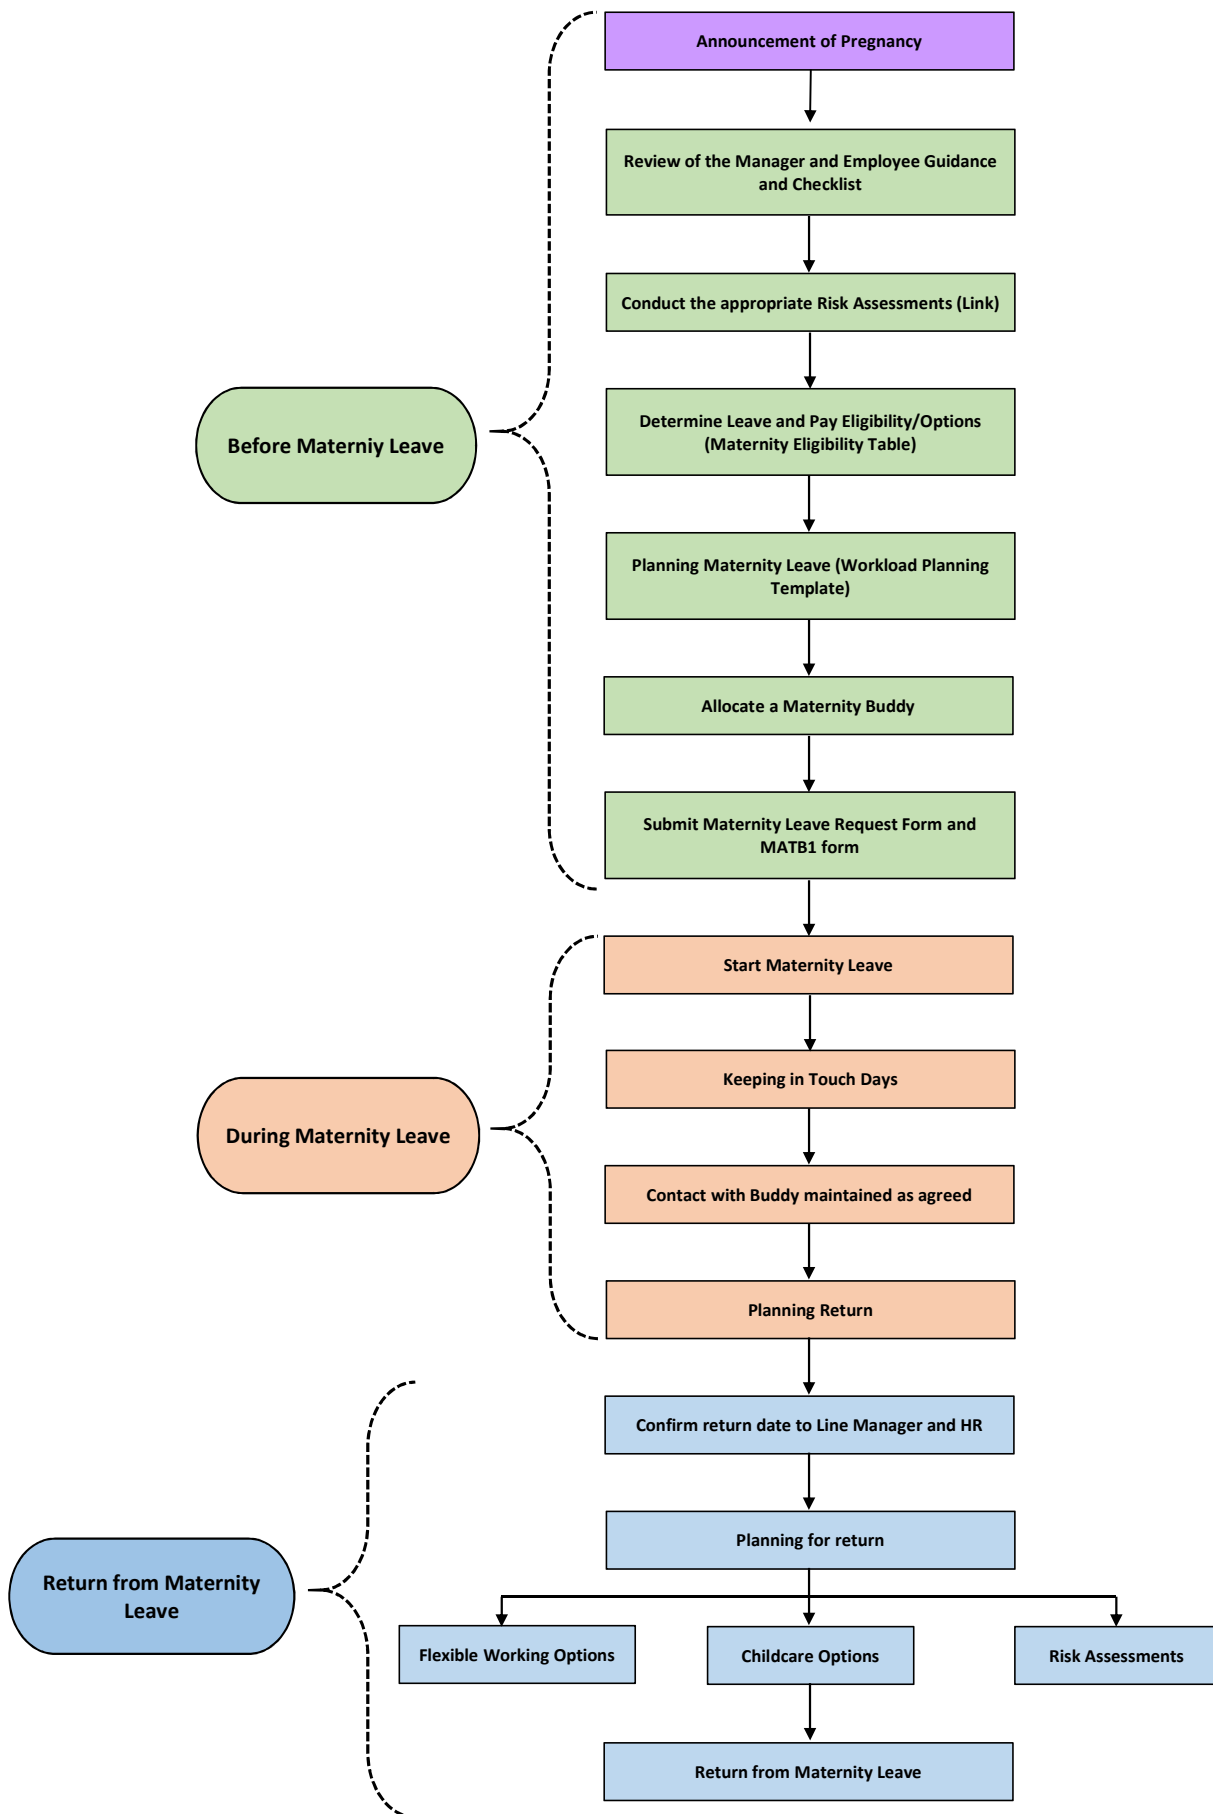 Announcement of Pregnancy
Review of the Manager and Employee Guidance
and Checklist
Conduct the appropriate Risk Assessments (Link)
Determine Leave and Pay Eligibility/Options
(Maternity Eligibility Table)
Before Materniy Leave
Planning Maternity Leave (Workload Planning
Template)
Allocate a Maternity Buddy
Submit Maternity Leave Request Form and
MATB1 form
Start Maternity Leave
Keeping in Touch Days
During Maternity Leave
Contact with Buddy maintained as agreed
Planning Return
Confirm return date to Line Manager and HR
Planning for return
Return from Maternity
Leave
Flexible Working Options
Childcare Options
Risk Assessments
Return from Maternity Leave